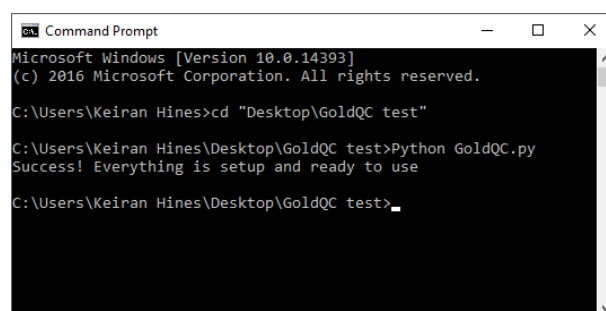 Command Prompt
Microsoft Windows [Version 10.0.14393]
(c) 2016 Microsoft Corporation. All rights reserved.
C:\Users\Keiran Hines>cd "Desktop\GoldQC test"
C:\Users\Keiran Hines\Desktop\GoldQC test>Python GoldQC.py
Success! Everything is setup and ready to use
C:\Users\Keiran Hines\Desktop\GoldQC test>